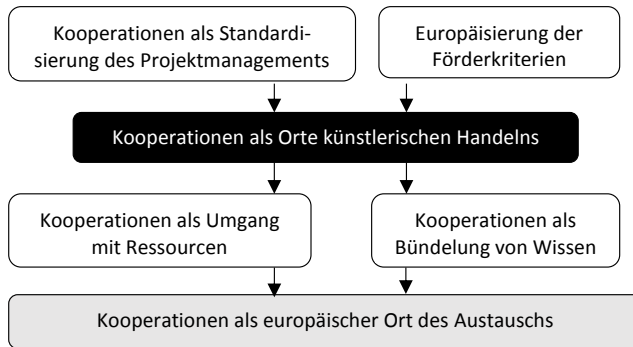 Kooperationen als Standardi-
sierung des Projektmanagements
Europäisierung der
Förderkriterien
Kooperationen als Orte künstlerischen Handelns
Kooperationen als Umgang
mit Ressourcen
Kooperationen als
Bündelung von Wissen
Kooperationen als europäischer Ort des Austauschs